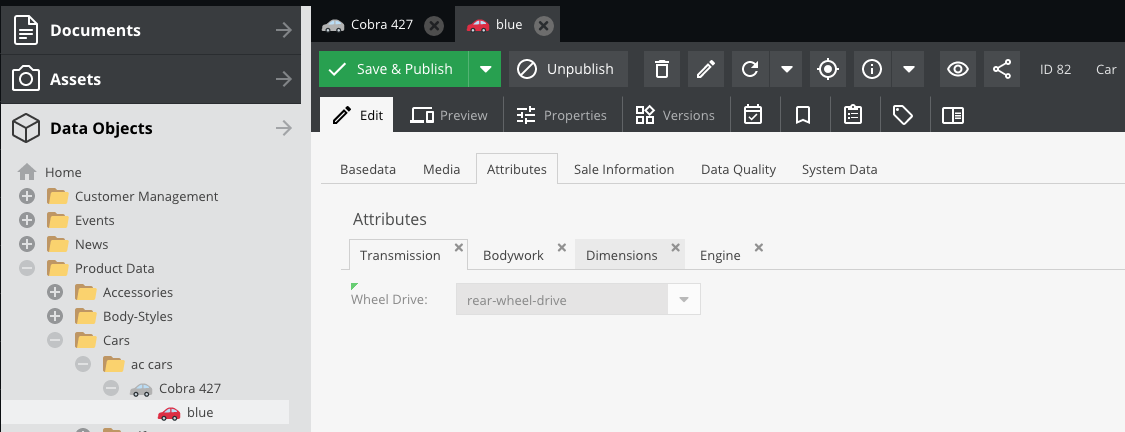 Documents
Assets
Data Objects
Home
Customer Management
Events
News
Product Data
Accessories
Body-Styles
Cars
ac cars
Cobra 427
blue
Cobra 427
blue
Save & Publish
Unpublish
ID 82
Car
Edit
Preview
Properties
Versions
Basedata
Media
Attributes
Sale Information
Data Quality
System Data
Attributes
Transmission
Bodywork
Dimensions
Engine
Wheel Drive:
rear-wheel-drive